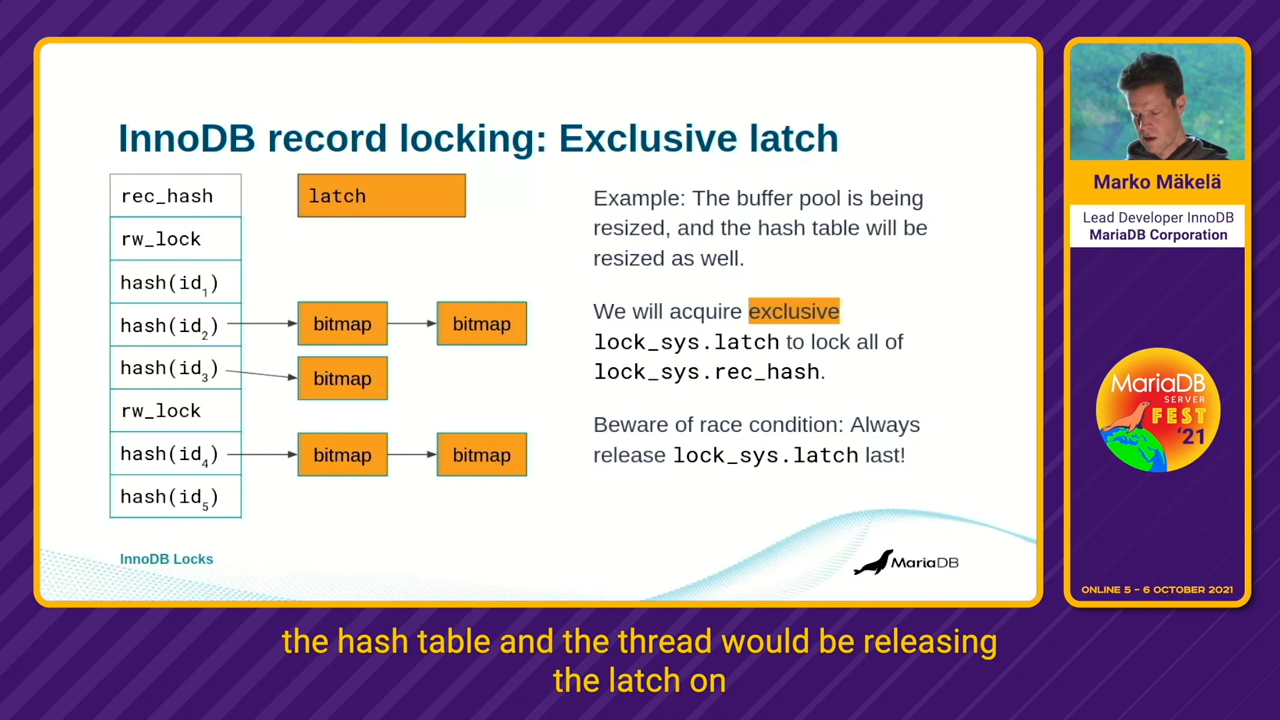 InnoDB record locking: Exclusive latch
rec_hash
rw_lock
hash(id1)
hash(id2)
hash(id3)
rw_lock
hash(id4)
hash(id5)
latch
bitmap
bitmap
bitmap
bitmap
bitmap
Example: The buffer pool is being
resized, and the hash table will be
resized as well.
We will acquire exclusive
lock_sys.latch to lock all of
lock_sys.rec_hash.
Beware of race condition: Always
release lock_sys.latch last!
InnoDB Locks
MariaDB
Marko Mäkelä
Lead Developer InnoDB
MariaDB Corporation
MariaDB
SERVER
FEST
'21
ONLINE 5 – 6 OCTOBER 2021
the hash table and the thread would be releasing
the latch on